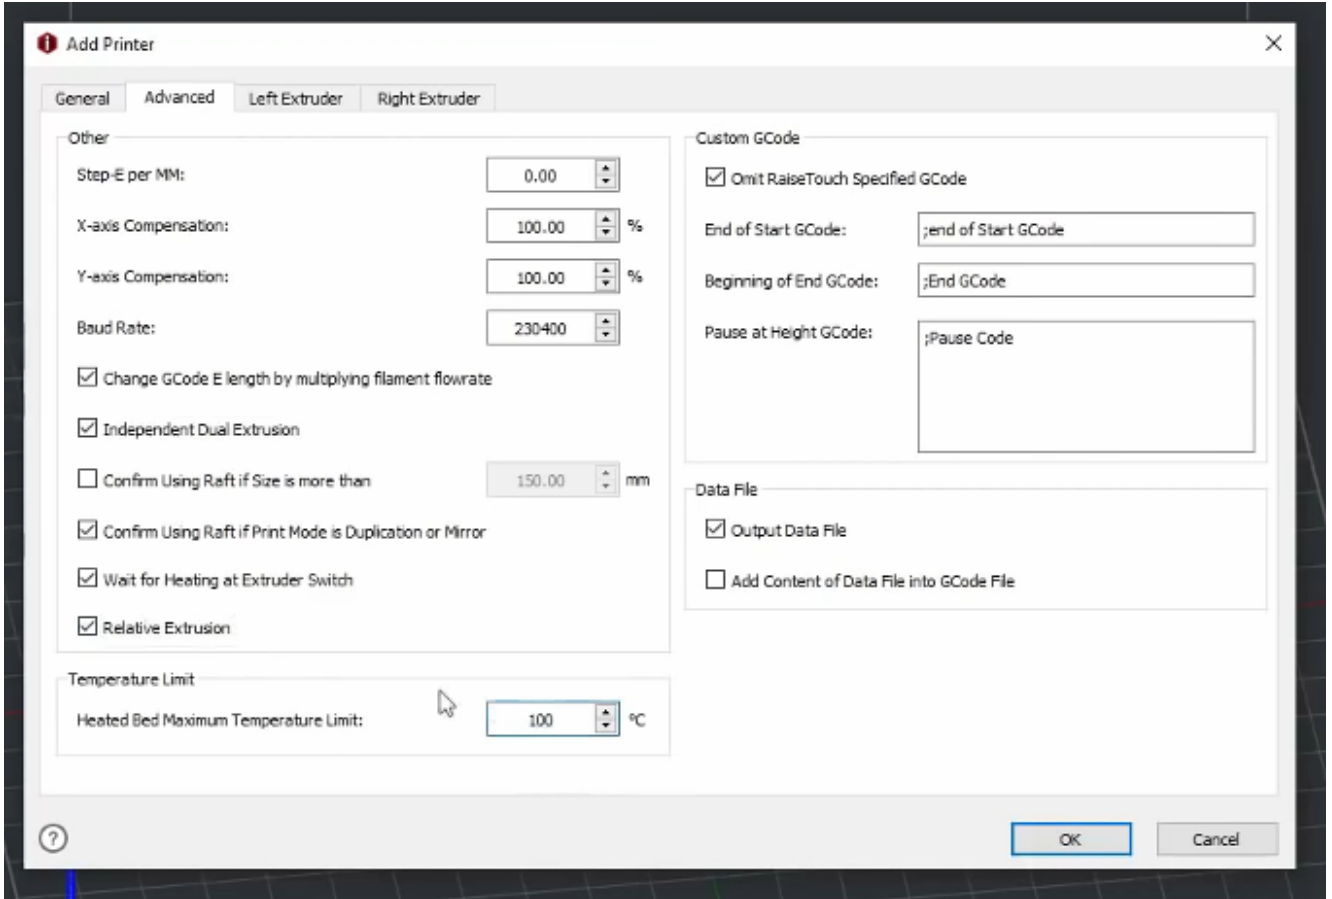 Add Printer
General Advanced Left Extruder Right Extruder
Other
Step-E per MM: 0.00
X-axis Compensation: 100.00 %
Y-axis Compensation: 100.00 %
Baud Rate: 230400
Change GCode E length by multiplying filament flowrate
Independent Dual Extrusion
Confirm Using Raft if Size is more than 150.00 mm
Confirm Using Raft if Print Mode is Duplication or Mirror
Wait for Heating at Extruder Switch
Relative Extrusion
Temperature Limit
Heated Bed Maximum Temperature Limit: 100 °C
Custom GCode
Omit RaiseTouch Specified GCode
End of Start GCode: ;end of Start GCode
Beginning of End GCode: ;End GCode
Pause at Height GCode: ;Pause Code
Data File
Output Data File
Add Content of Data File into GCode File
? OK Cancel